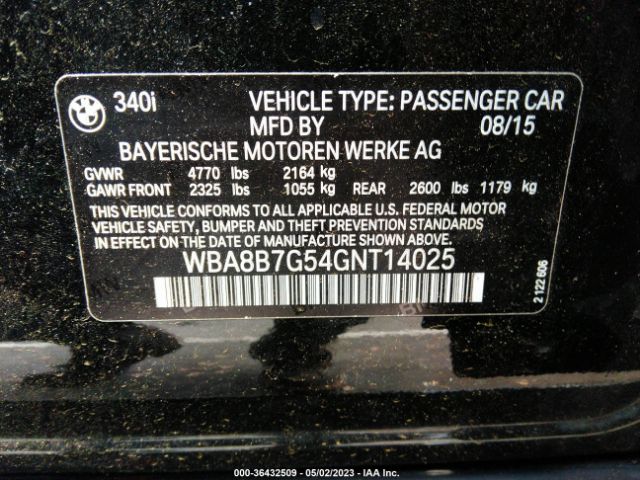 340i VEHICLE TYPE: PASSENGER CAR
MFD BY 08/15
BAYERISCHE MOTOREN WERKE AG
GVWR 4770 lbs 2164 kg
GAWR FRONT 2325 lbs 1055 kg REAR 2600 lbs 1179 kg
THIS VEHICLE CONFORMS TO ALL APPLICABLE U.S. FEDERAL MOTOR
VEHICLE SAFETY, BUMPER AND THEFT PREVENTION STANDARDS
IN EFFECT ON THE DATE OF MANUFACTURE SHOWN ABOVE.
WBA8B7G54GNT14025
2 122 606
000-36432509 - 05/02/2023 - IAA Inc.